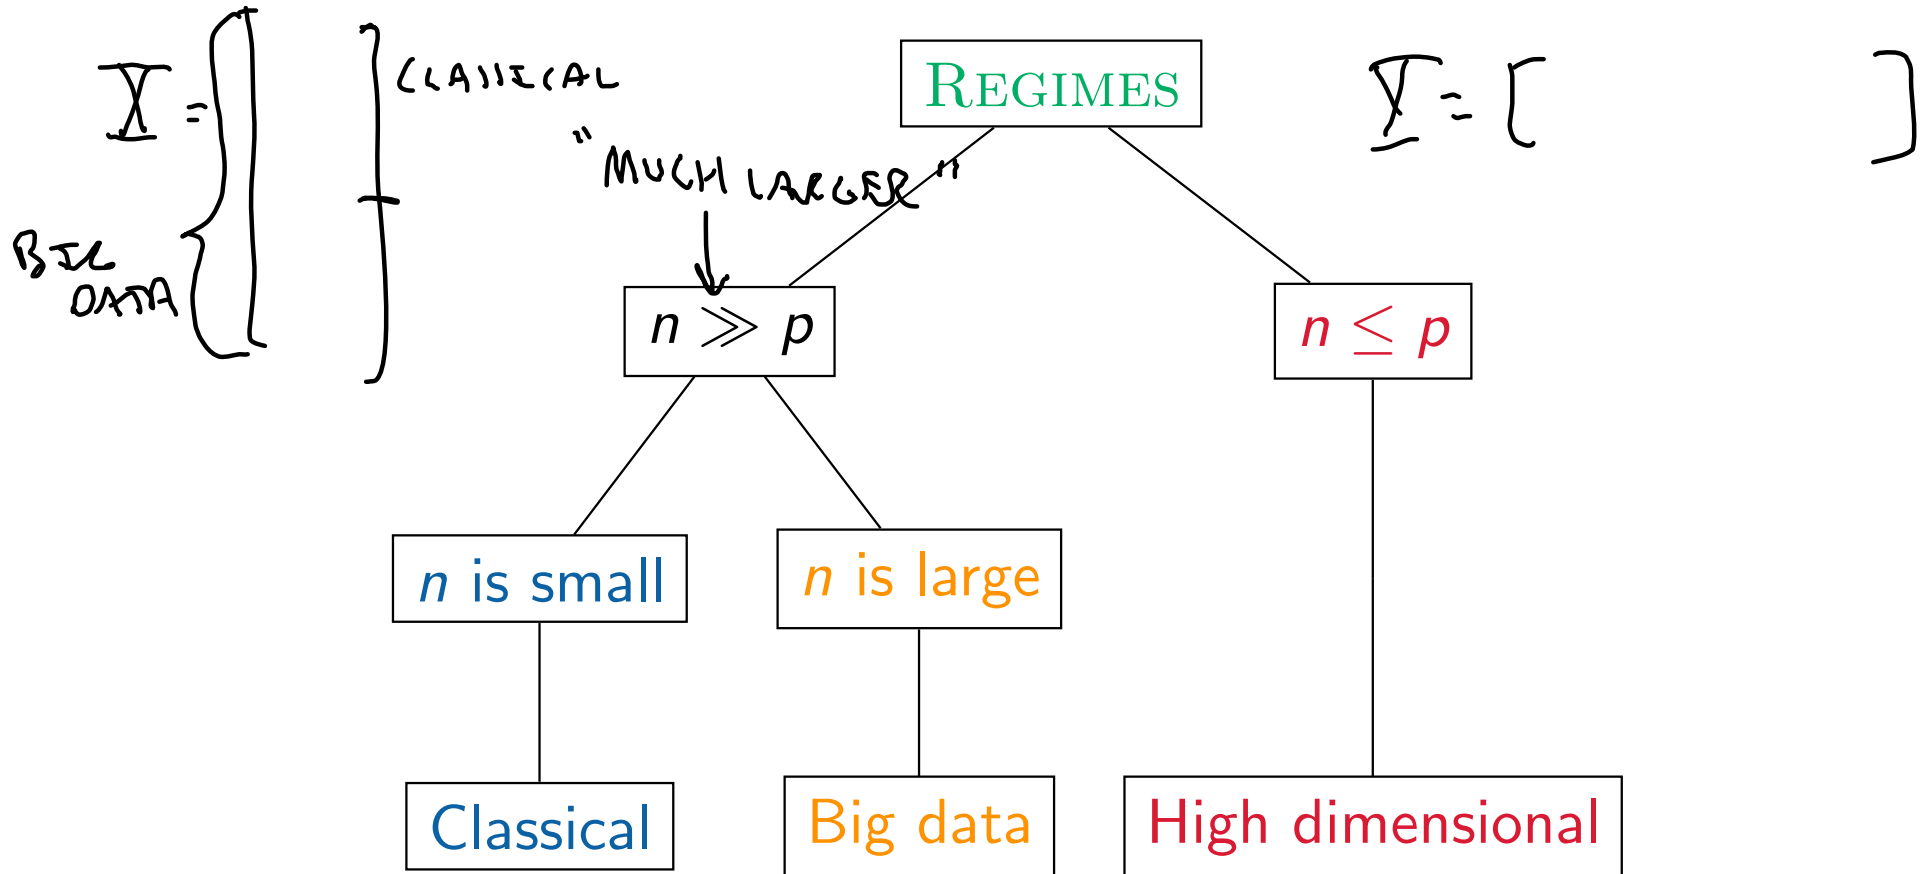 X =
CLASSICAL
REGIMES
X = [ ]
"MUCH LARGER"
BIG
DATA
n ≫ p
n ≤ p
n is small
n is large
Classical
Big data
High dimensional